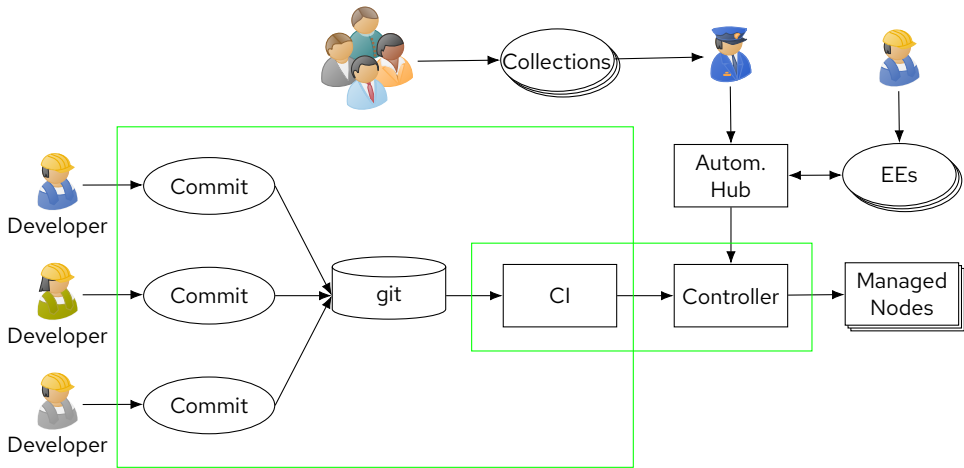 Collections
Autom.
Hub
EEs
Commit
Developer
Commit
Developer
git
CI
Controller
Managed
Nodes
Commit
Developer